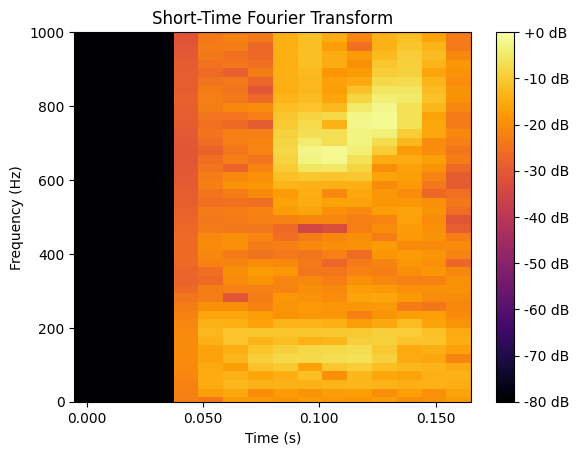 Short-Time Fourier Transform
1000
800
600
400
200
0
Frequency (Hz)
0.000
0.050
0.100
0.150
Time (s)
+0 dB
-10 dB
-20 dB
-30 dB
-40 dB
-50 dB
-60 dB
-70 dB
-80 dB